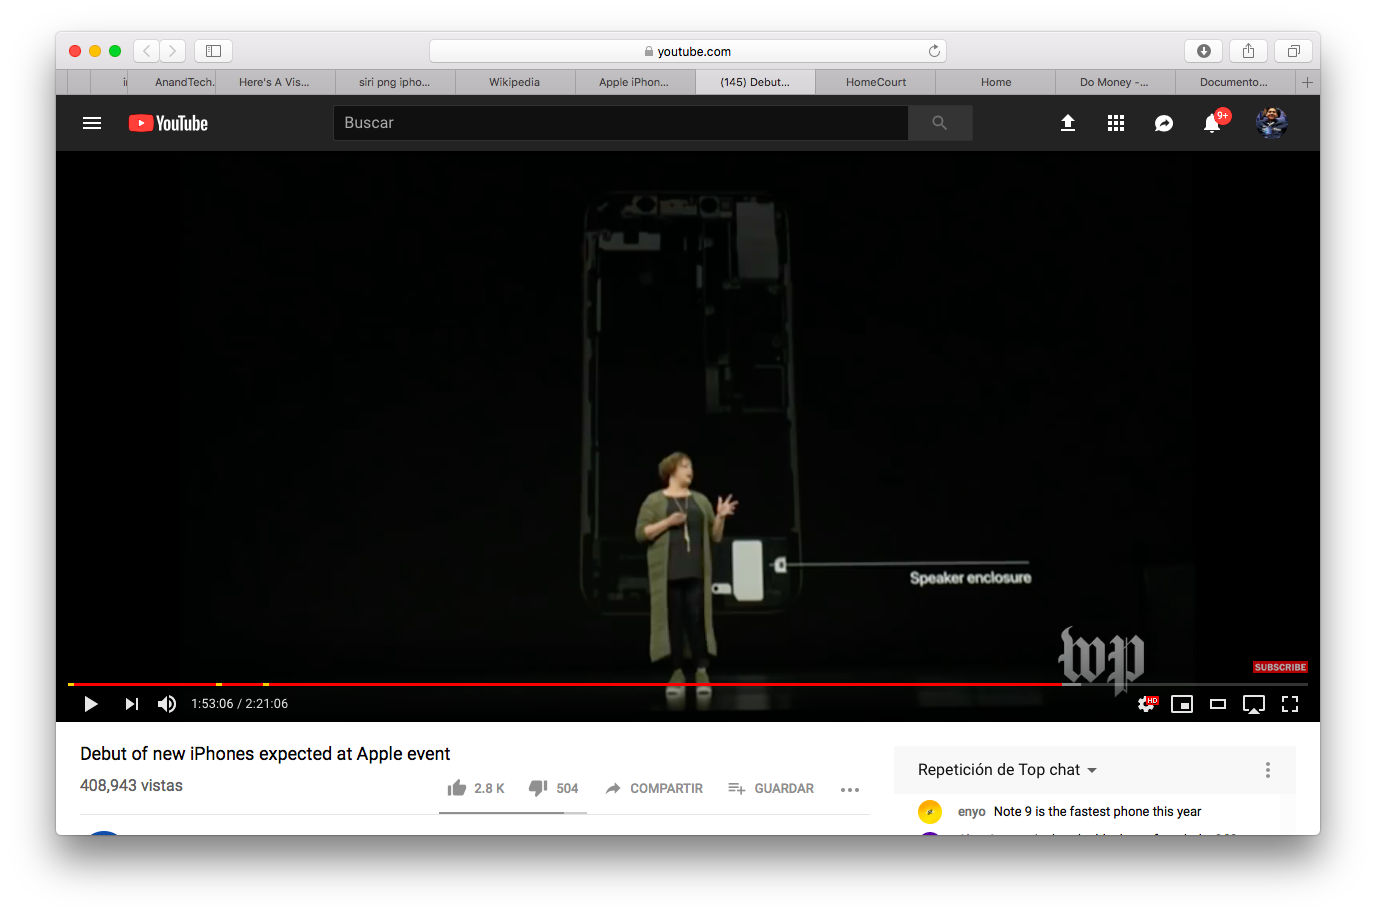 youtube.com
AnandTech.
Here's A Vis...
siri png ipho...
Wikipedia
Apple iPhon...
(145) Debut...
HomeCourt
Home
Do Money -...
Documento...
YouTube
Buscar
9+
Speaker enclosure
wp
SUBSCRIBE
1:53:06 / 2:21:06
HD
Debut of new iPhones expected at Apple event
408,943 vistas
2.8 K
504
COMPARTIR
GUARDAR
Repetición de Top chat
enyo Note 9 is the fastest phone this year